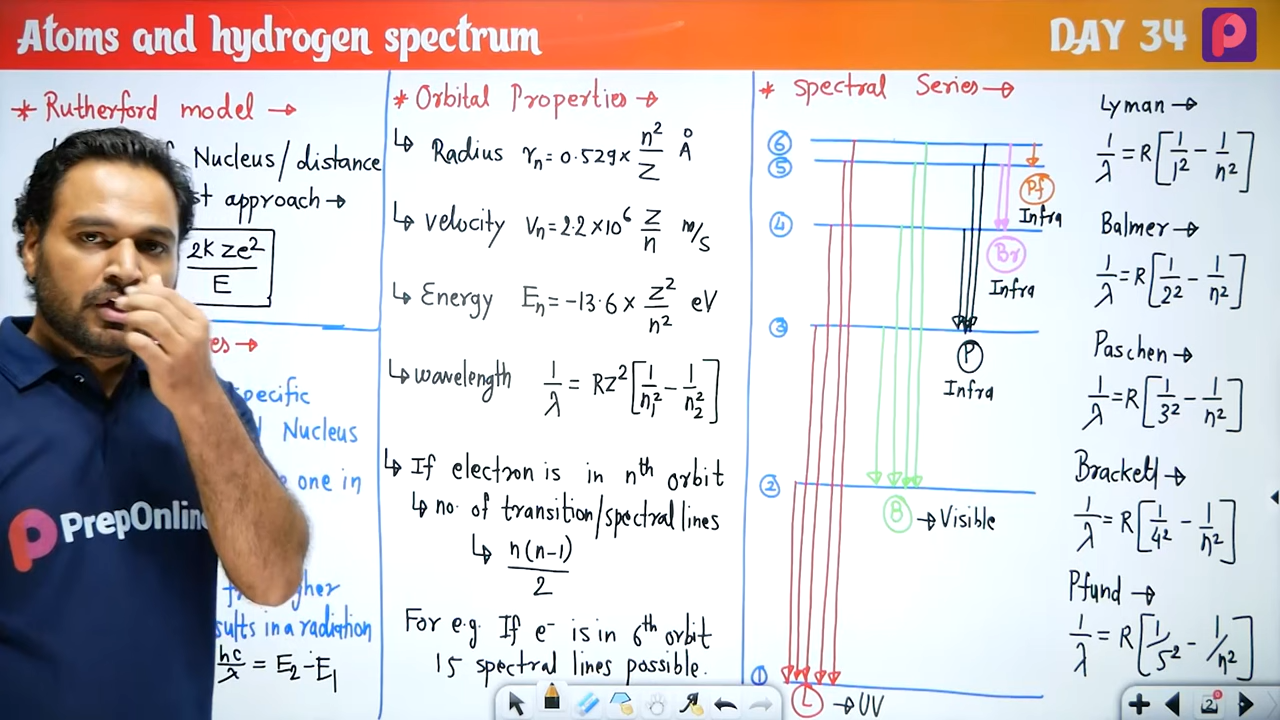 Atoms and hydrogen spectrum
DAY 34
* Rutherford model →
Nucleus/distance
approach →
2KZe²/E
→
specific
Nucleus
one in
higher
in a radiation
hc/λ = E₂-E₁
PrepOnline
* Orbital Properties →
↳ Radius rₙ = 0.529 × n²/Z Å
↳ velocity Vₙ = 2.2×10⁶ Z/n m/s
↳ Energy Eₙ = -13.6 × Z²/n² eV
↳ wavelength 1/λ = RZ² [1/n₁² - 1/n₂²]
↳ If electron is in nᵗʰ orbit
↳ no. of transition/spectral lines
↳ n(n-1)/2
For e.g. If e⁻ is in 6ᵗʰ orbit
15 spectral lines possible.
* Spectral Series →
6
5
Pf
Infra
4
Br
Infra
3
P
Infra
2
B → Visible
1
L → UV
Lyman →
1/λ = R[1/1² - 1/n²]
Balmer →
1/λ = R[1/2² - 1/n²]
Paschen →
1/λ = R[1/3² - 1/n²]
Brackett →
1/λ = R[1/4² - 1/n²]
Pfund →
1/λ = R[1/5² - 1/n²]
2